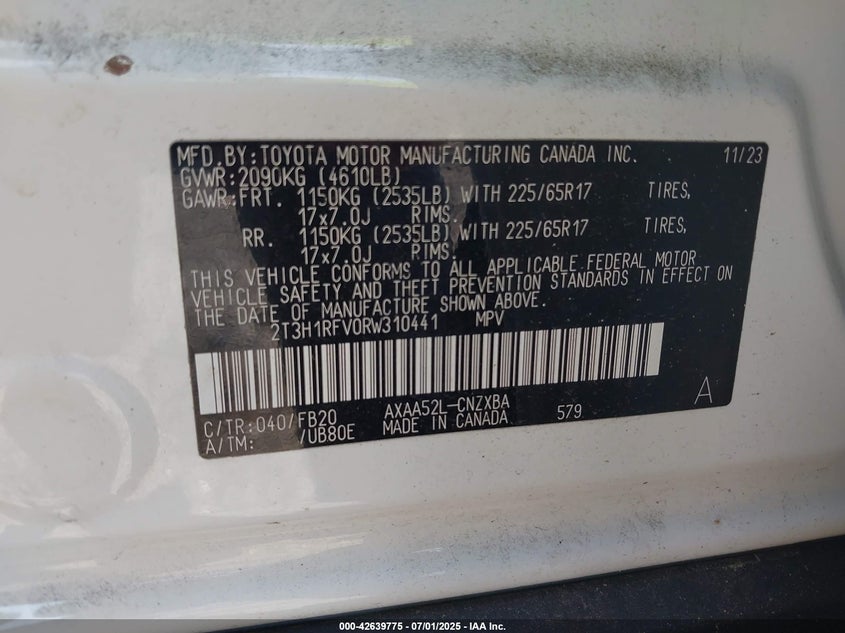 MFD.BY:TOYOTA MOTOR MANUFACTURING CANADA INC. 11/23
GVWR:2090KG (4610LB)
GAWR:FRT. 1150KG (2535LB) WITH 225/65R17 TIRES,
17x7.0J RIMS.
RR. 1150KG (2535LB) WITH 225/65R17 TIRES,
17x7.0J RIMS.
THIS VEHICLE CONFORMS TO ALL APPLICABLE FEDERAL MOTOR
VEHICLE SAFETY AND THEFT PREVENTION STANDARDS IN EFFECT ON
THE DATE OF MANUFACTURE SHOWN ABOVE.
2T3H1RFV0RW310441 MPV
A
C/TR:040/FB20 AXAA52L-CNZXBA
A/TM: /UB80E MADE IN CANADA 579
000-42639775 - 07/01/2025 - IAA Inc.